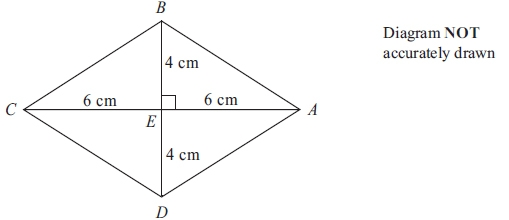 B
Diagram NOT
accurately drawn
4 cm
6 cm
6 cm
C
A
E
4 cm
D